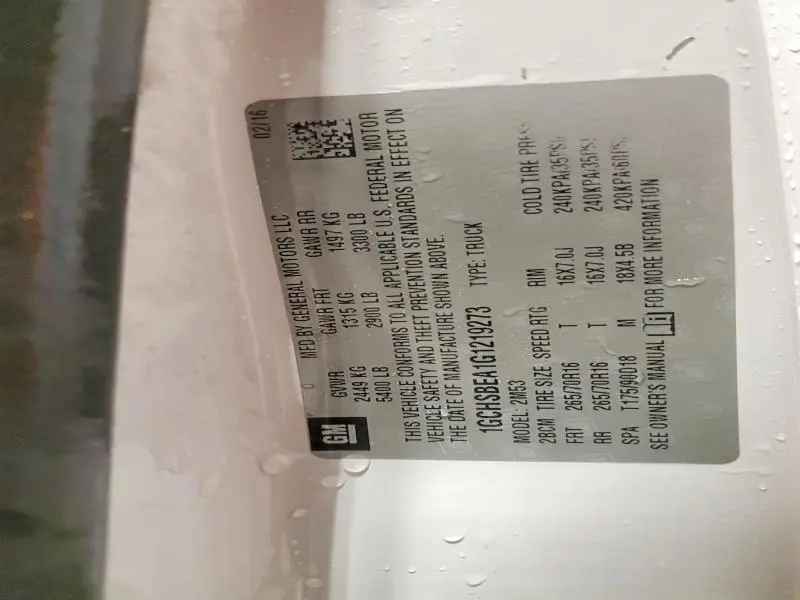 02/16
GM
MFD BY GENERAL MOTORS LLC
GVWR GAWR FRT GAWR RR
2449 KG 1315 KG 1497 KG
5400 LB 2900 LB 3300 LB
THIS VEHICLE CONFORMS TO ALL APPLICABLE U.S. FEDERAL MOTOR
VEHICLE SAFETY AND THEFT PREVENTION STANDARDS IN EFFECT ON
THE DATE OF MANUFACTURE SHOWN ABOVE.
1GCHSBEA1G1219273 TYPE: TRUCK
MODEL: 2M53
2BCM TIRE SIZE SPEED RTG RIM COLD TIRE PRES
FRT 265/70R16 T 16X7.0J 240KPA(35PSI)
RR 265/70R16 T 16X7.0J 240KPA(35PSI)
SPA T175/90D18 M 18X4.5B 420KPA(60PSI)
SEE OWNER'S MANUAL FOR MORE INFORMATION